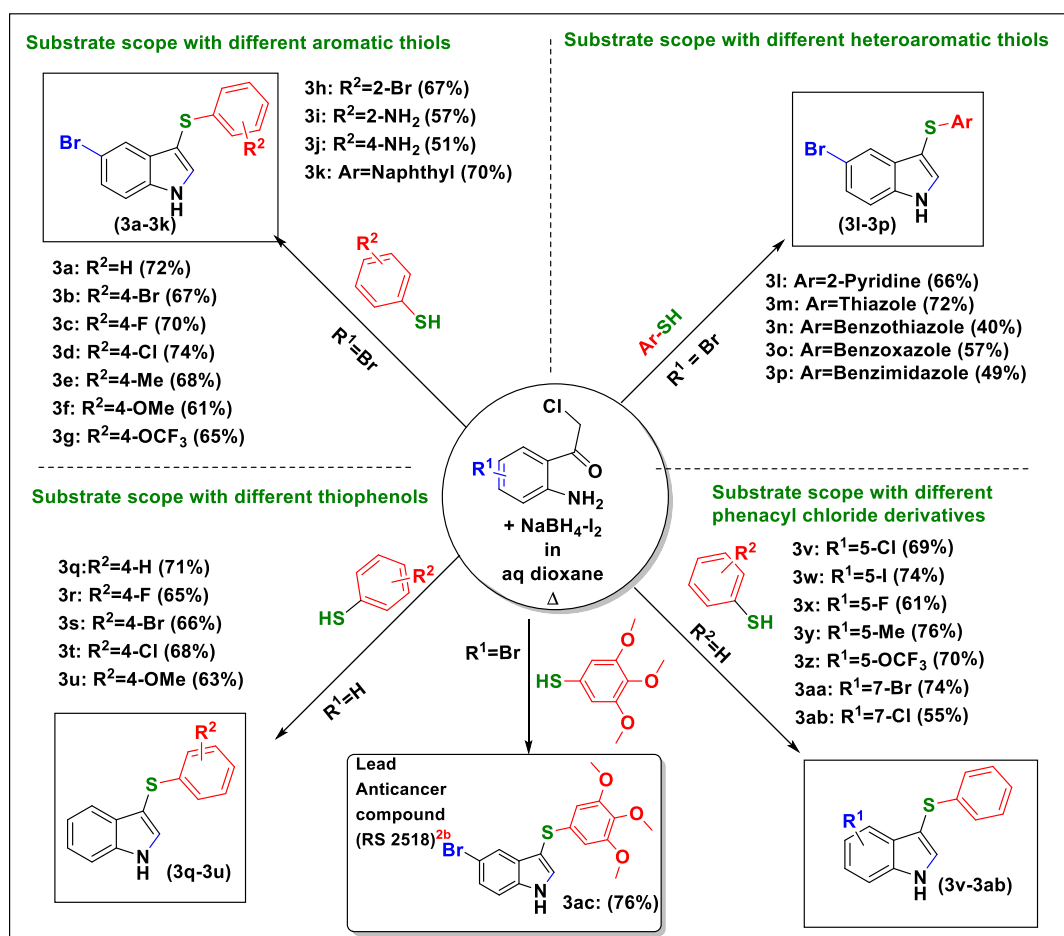 Substrate scope with different aromatic thiols
S
R2
Br
N
H
(3a-3k)
3h: R2=2-Br (67%)
3i: R2=2-NH2 (57%)
3j: R2=4-NH2 (51%)
3k: Ar=Naphthyl (70%)
3a: R2=H (72%)
3b: R2=4-Br (67%)
3c: R2=4-F (70%)
3d: R2=4-Cl (74%)
3e: R2=4-Me (68%)
3f: R2=4-OMe (61%)
3g: R2=4-OCF3 (65%)
R2
SH
R1=Br
Substrate scope with different heteroaromatic thiols
S-Ar
Br
N
H
(3l-3p)
3l: Ar=2-Pyridine (66%)
3m: Ar=Thiazole (72%)
3n: Ar=Benzothiazole (40%)
3o: Ar=Benzoxazole (57%)
3p: Ar=Benzimidazole (49%)
Ar-SH
R1 = Br
Cl
R1
O
NH2
+ NaBH4-I2
in
aq dioxane
Δ
Substrate scope with different thiophenols
3q:R2=4-H (71%)
3r: R2=4-F (65%)
3s: R2=4-Br (66%)
3t: R2=4-Cl (68%)
3u: R2=4-OMe (63%)
R2
HS
R1=H
R2
S
N
H
(3q-3u)
R1=Br
O
O
HS
O
Lead
Anticancer
compound
(RS 2518)2b
O
O
S
O
Br
N
H
3ac: (76%)
Substrate scope with different
phenacyl chloride derivatives
R2
SH
R2=H
3v: R1=5-Cl (69%)
3w: R1=5-I (74%)
3x: R1=5-F (61%)
3y: R1=5-Me (76%)
3z: R1=5-OCF3 (70%)
3aa: R1=7-Br (74%)
3ab: R1=7-Cl (55%)
S
R1
N
H
(3v-3ab)